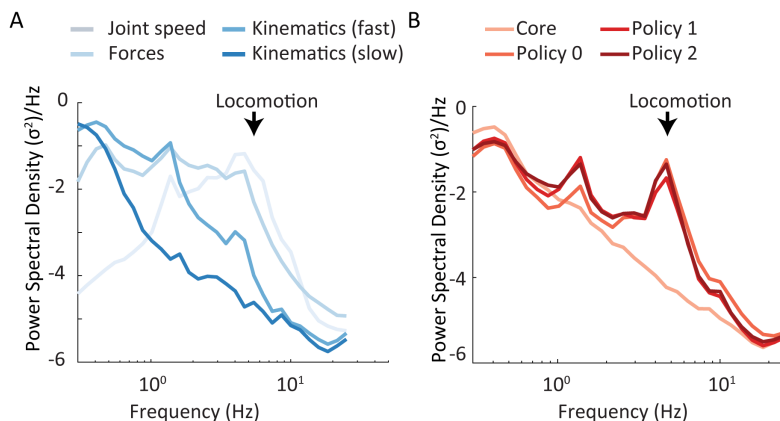 A
Joint speed
Kinematics (fast)
Forces
Kinematics (slow)
Locomotion
Power Spectral Density (σ²)/Hz
0
-2
-4
-6
10⁰
10¹
Frequency (Hz)
B
Core
Policy 1
Policy 0
Policy 2
Locomotion
Power Spectral Density (σ²)/Hz
0
-2
-4
-6
10⁰
10¹
Frequency (Hz)